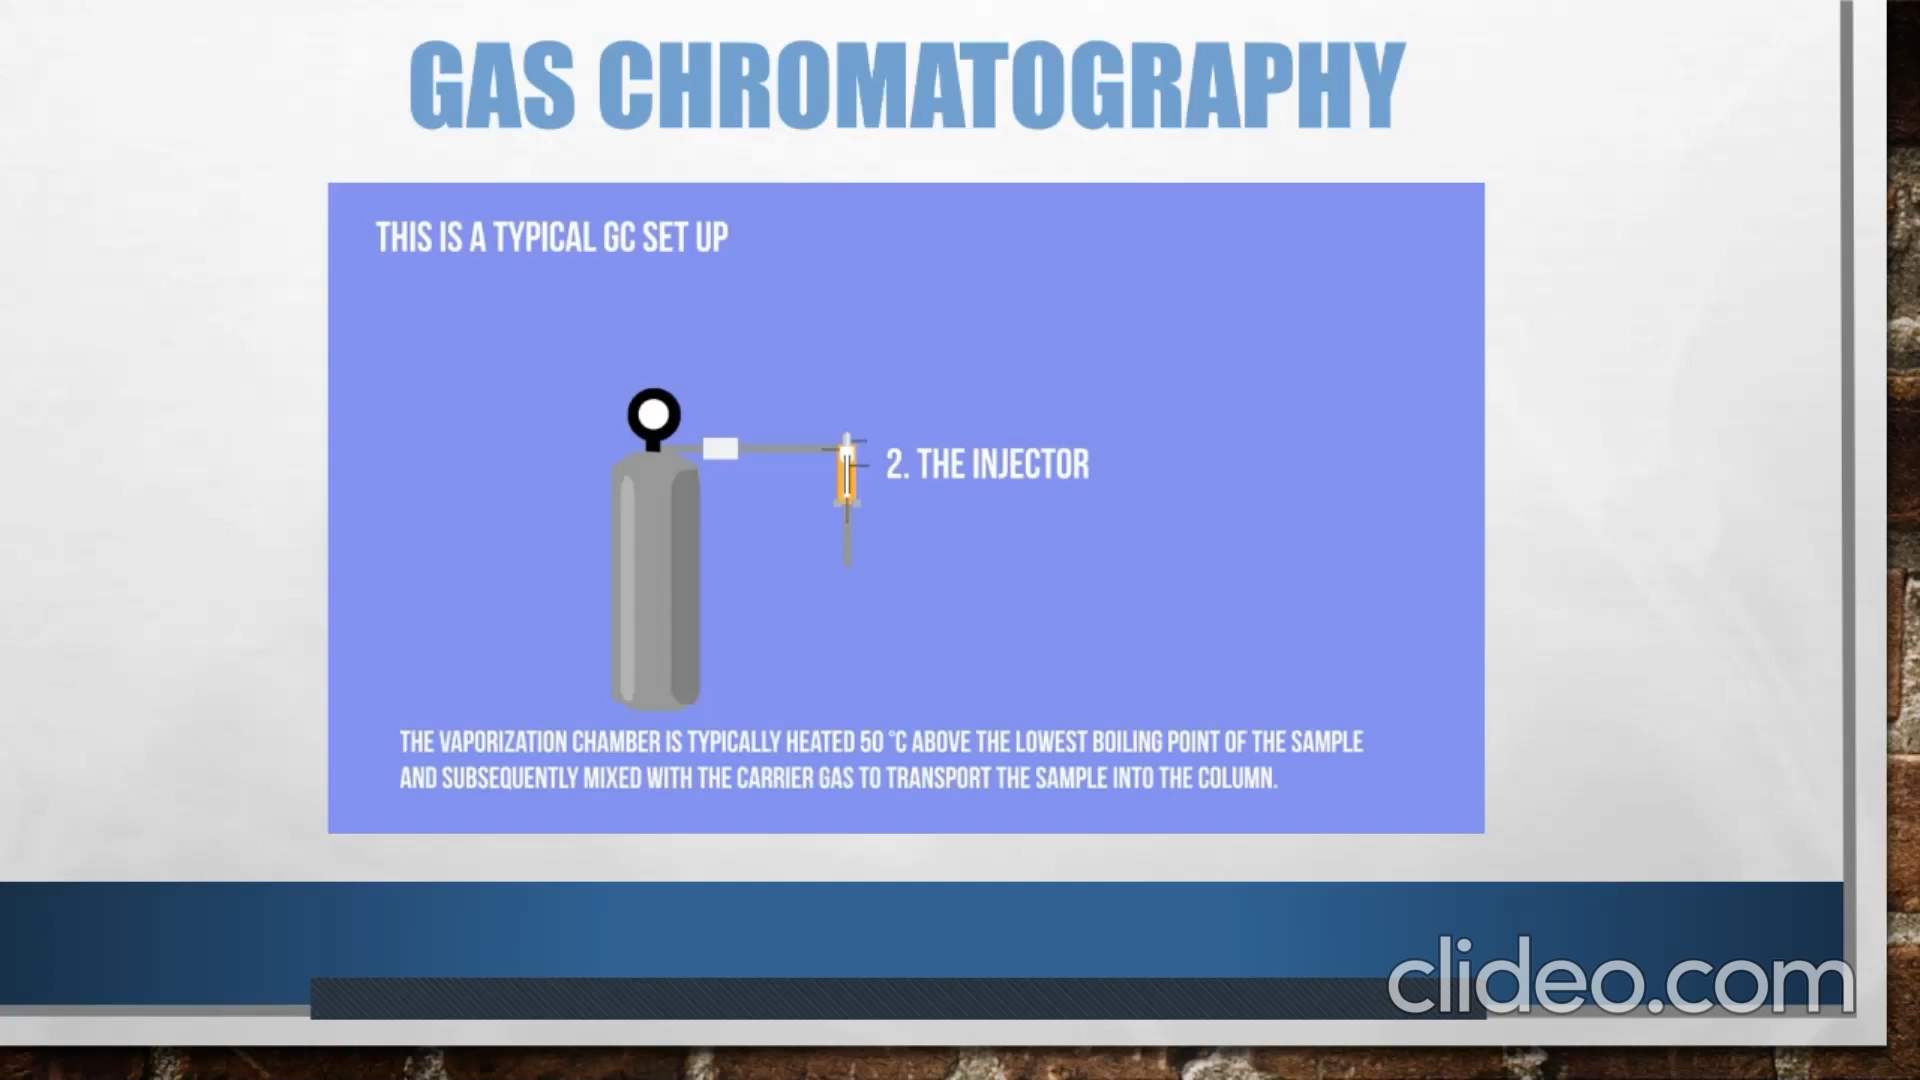 GAS CHROMATOGRAPHY
THIS IS A TYPICAL GC SET UP
2. THE INJECTOR
THE VAPORIZATION CHAMBER IS TYPICALLY HEATED 50 °C ABOVE THE LOWEST BOILING POINT OF THE SAMPLE
AND SUBSEQUENTLY MIXED WITH THE CARRIER GAS TO TRANSPORT THE SAMPLE INTO THE COLUMN.
clideo.com